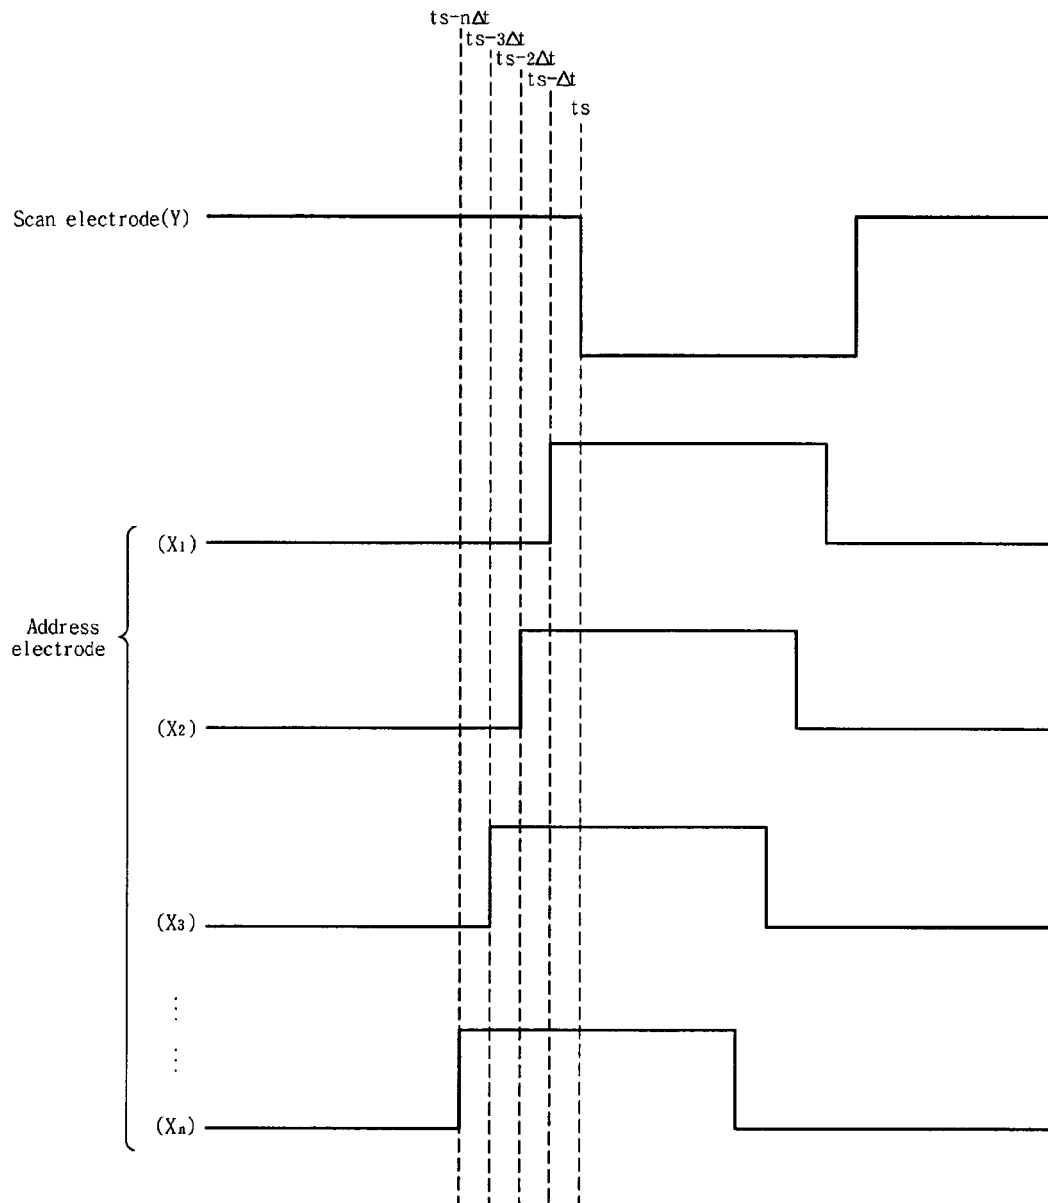 ts-nΔt
ts-3Δt
ts-2Δt
ts-Δt
ts
Scan electrode(Y)
(X1)
Address
electrode
(X2)
(X3)
(Xn)